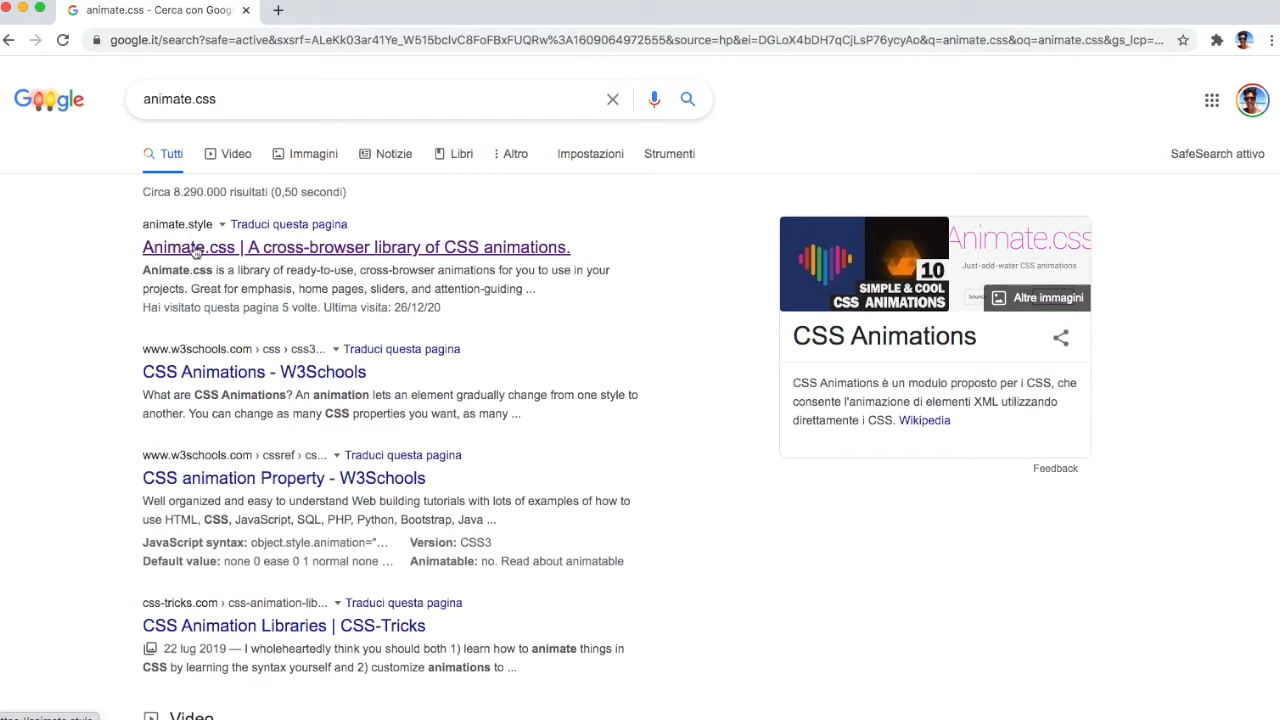 animate.css - Cerca con Goog
google.it/search?safe=active&sxsrf=ALeKk03ar41Ye_W515bcIvC8FoFBxFUQRw%3A1609064972555&source=hp&ei=DGLoX4bDH7qCjLsP76ycyAo&q=animate.css&oq=animate.css&gs_lcp=...
Google
animate.css
Tutti
Video
Immagini
Notizie
Libri
Altro
Impostazioni
Strumenti
SafeSearch attivo
Circa 8.290.000 risultati (0,50 secondi)
animate.style
Traduci questa pagina
Animate.css | A cross-browser library of CSS animations.
Animate.css is a library of ready-to-use, cross-browser animations for you to use in your
projects. Great for emphasis, home pages, sliders, and attention-guiding ...
Hai visitato questa pagina 5 volte. Ultima visita: 26/12/20
www.w3schools.com › css › css3...
Traduci questa pagina
CSS Animations - W3Schools
What are CSS Animations? An animation lets an element gradually change from one style to
another. You can change as many CSS properties you want, as many ...
www.w3schools.com › cssref › cs...
Traduci questa pagina
CSS animation Property - W3Schools
Well organized and easy to understand Web building tutorials with lots of examples of how to
use HTML, CSS, JavaScript, SQL, PHP, Python, Bootstrap, Java ...
JavaScript syntax: object.style.animation="...
Version: CSS3
Default value: none 0 ease 0 1 normal none ...
Animatable: no. Read about animatable
css-tricks.com › css-animation-lib...
Traduci questa pagina
CSS Animation Libraries | CSS-Tricks
22 lug 2019 — I wholeheartedly think you should both 1) learn how to animate things in
CSS by learning the syntax yourself and 2) customize animations to ...
Video
10
SIMPLE & COOL
CSS ANIMATIONS
Animate.css
Just-add-water CSS animations
Altre immagini
CSS Animations
CSS Animations è un modulo proposto per i CSS, che
consente l'animazione di elementi XML utilizzando
direttamente i CSS. Wikipedia
Feedback